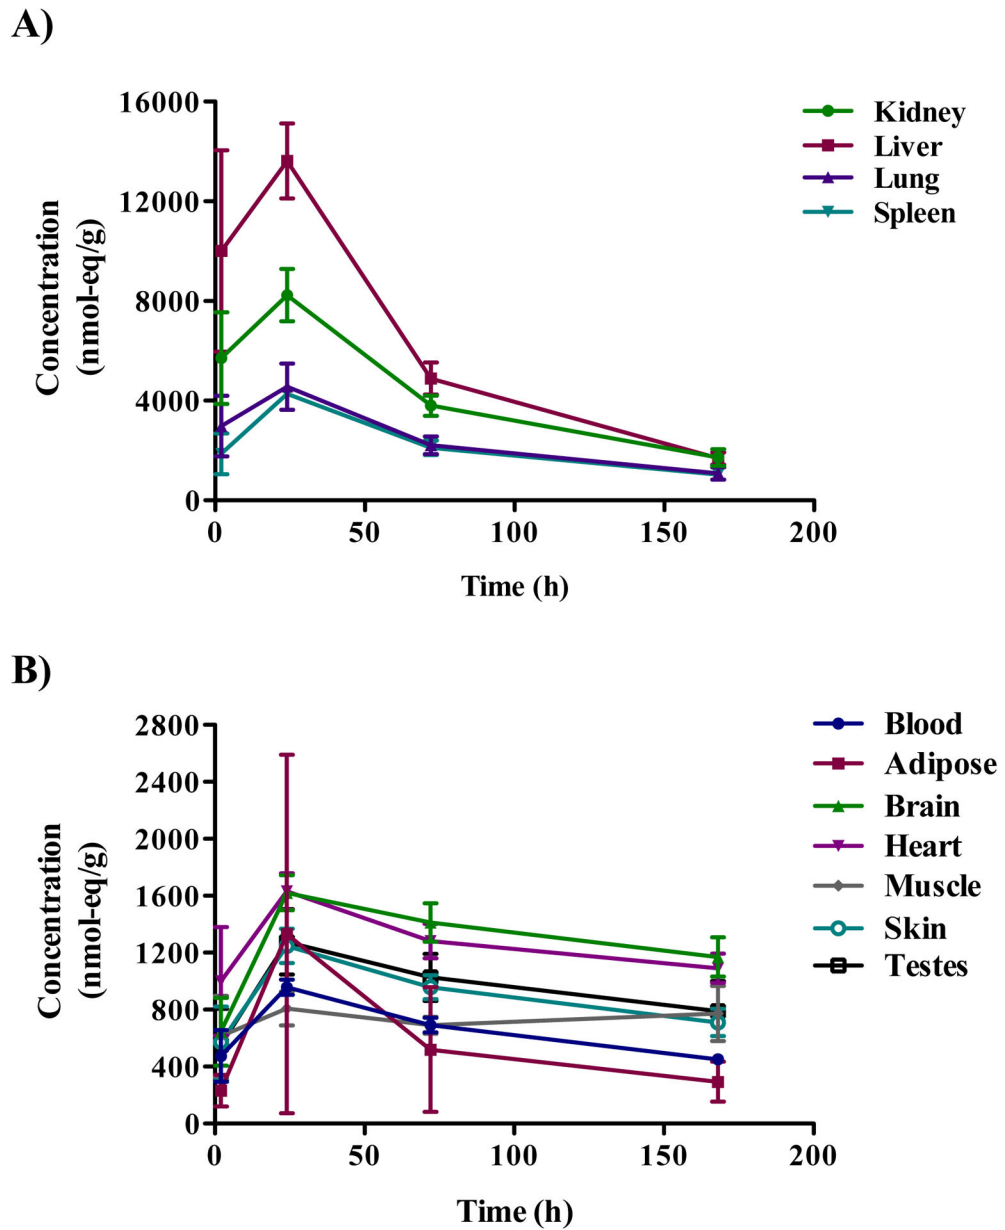 A)
16000
12000
8000
4000
0
Concentration
(nmol-eq/g)
0 50 100 150 200
Time (h)
Kidney
Liver
Lung
Spleen
B)
2800
2400
2000
1600
1200
800
400
0
Concentration
(nmol-eq/g)
0 50 100 150 200
Time (h)
Blood
Adipose
Brain
Heart
Muscle
Skin
Testes